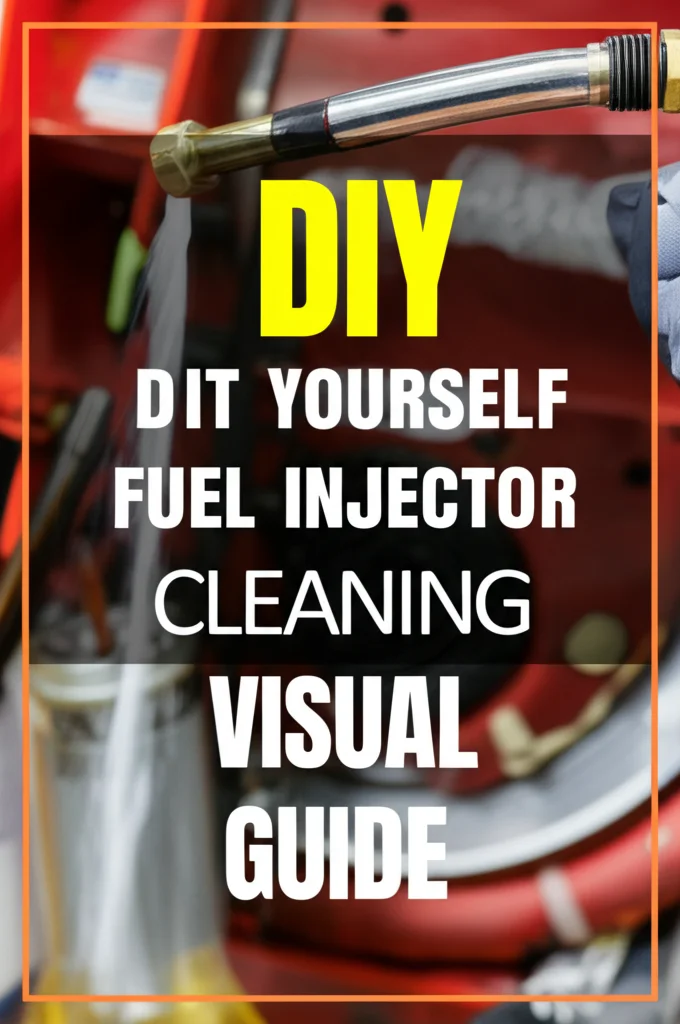 DIY
DIT YOURSELF
FUEL INJECTOR
CLEANING
VISUAL
GUIDE